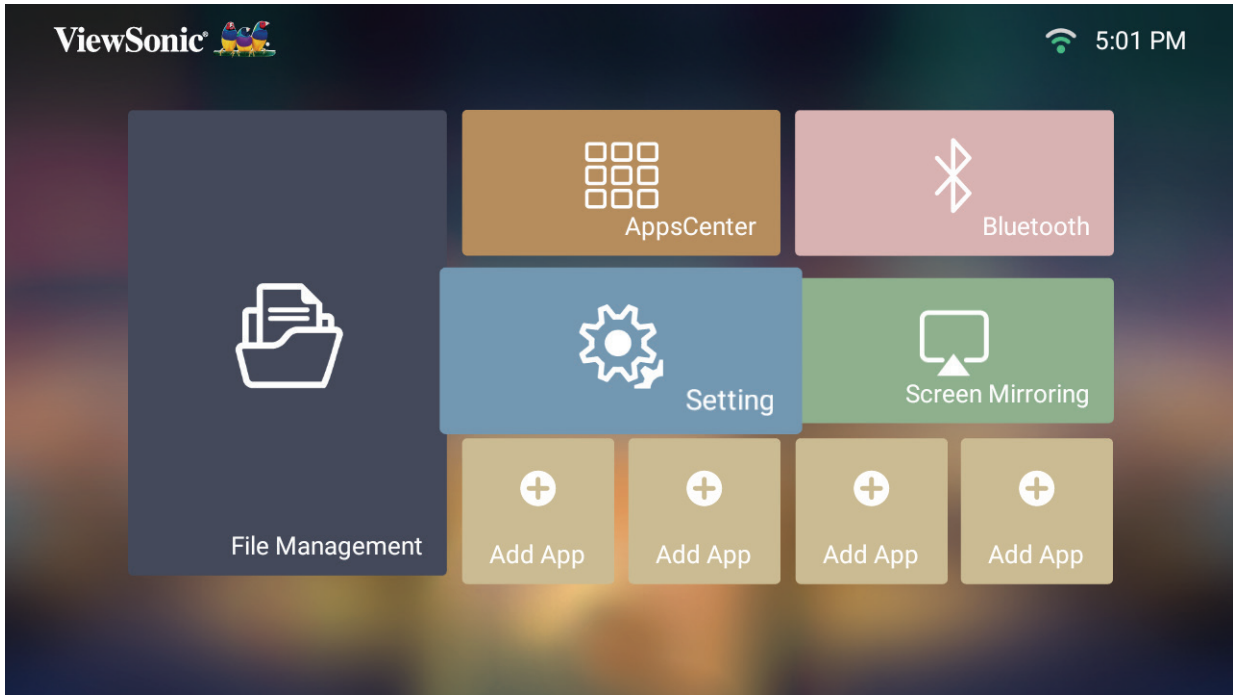 ViewSonic®
5:01 PM
AppsCenter
Bluetooth
Setting
Screen Mirroring
File Management
Add App
Add App
Add App
Add App